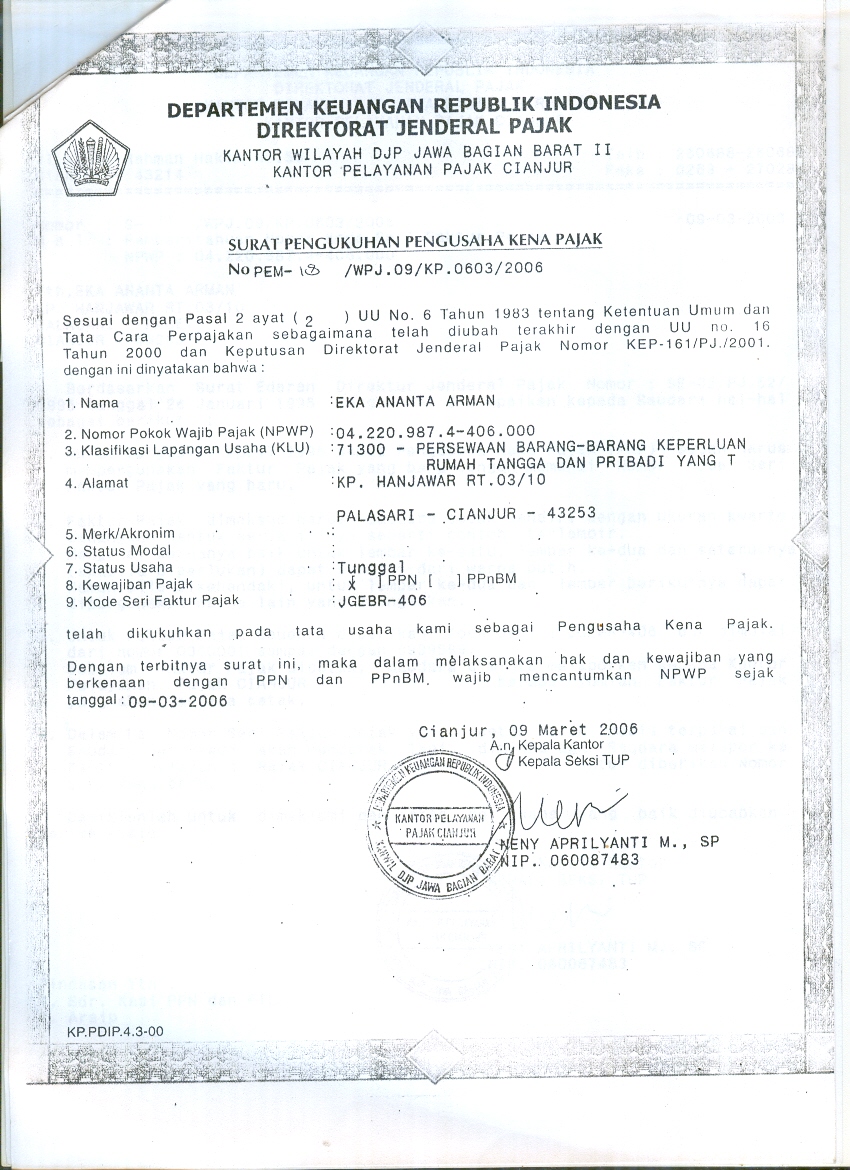 DEPARTEMEN KEUANGAN REPUBLIK INDONESIA
DIREKTORAT JENDERAL PAJAK
KANTOR WILAYAH DJP JAWA BAGIAN BARAT II
KANTOR PELAYANAN PAJAK CIANJUR
SURAT PENGUKUHAN PENGUSAHA KENA PAJAK
No PEM- /WPJ.09/KP.0603/2006
Sesuai dengan Pasal 2 ayat ( 2 ) UU No. 6 Tahun 1983 tentang Ketentuan Umum dan
Tata Cara Perpajakan sebagaimana telah diubah terakhir dengan UU no. 16
Tahun 2000 dan Keputusan Direktorat Jenderal Pajak Nomor KEP-161/PJ./2001.
dengan ini dinyatakan bahwa :
1. Nama :EKA ANANTA ARMAN
2. Nomor Pokok Wajib Pajak (NPWP) :04.220.987.4-406.000
3. Klasifikasi Lapangan Usaha (KLU) :71300 - PERSEWAAN BARANG-BARANG KEPERLUAN
RUMAH TANGGA DAN PRIBADI YANG T
4. Alamat :KP. HANJAWAR RT.03/10
PALASARI - CIANJUR - 43253
5. Merk/Akronim :
6. Status Modal :
7. Status Usaha :Tunggal
8. Kewajiban Pajak :[X] PPN [ ] PPnBM
9. Kode Seri Faktur Pajak :JGEBR-406
telah dikukuhkan pada tata usaha kami sebagai Pengusaha Kena Pajak.
Dengan terbitnya surat ini, maka dalam melaksanakan hak dan kewajiban yang
berkenaan dengan PPN dan PPnBM wajib mencantumkan NPWP sejak
tanggal : 09-03-2006
Cianjur, 09 Maret 2006
A.n. Kepala Kantor
Kepala Seksi TUP
DEPARTEMEN KEUANGAN REPUBLIK INDONESIA
KANTOR PELAYANAN
PAJAK CIANJUR
KANWIL DJP JAWA BAGIAN BARAT
NENY APRILYANTI M., SP
NIP. 060087483
KP.PDIP.4.3-00